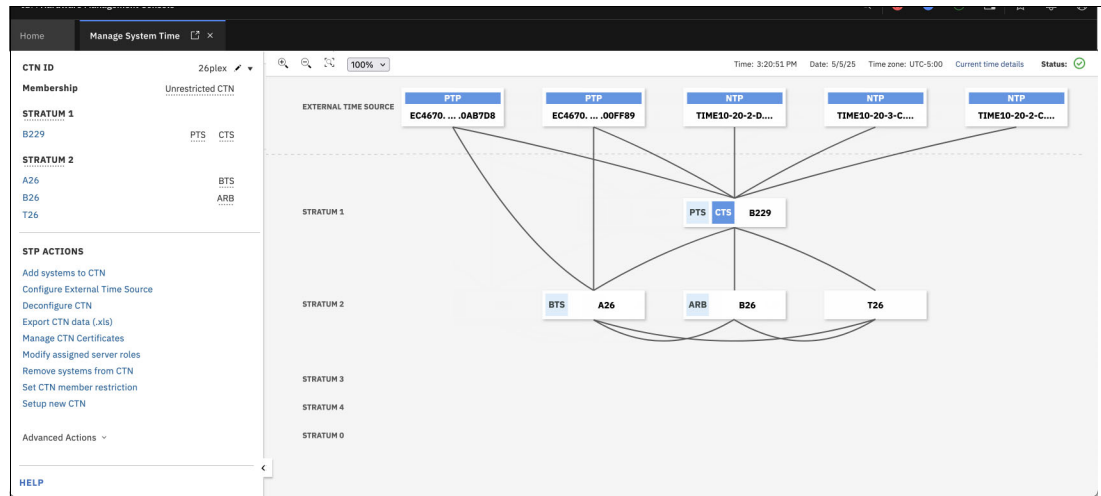 Home
Manage System Time
CTN ID 26plex
Membership Unrestricted CTN
STRATUM 1
B229 PTS CTS
STRATUM 2
A26 BTS
B26 ARB
T26
STP ACTIONS
Add systems to CTN
Configure External Time Source
Deconfigure CTN
Export CTN data (.xls)
Manage CTN Certificates
Modify assigned server roles
Remove systems from CTN
Set CTN member restriction
Setup new CTN
Advanced Actions
HELP
100%
Time: 3:20:51 PM Date: 5/5/25 Time zone: UTC-5:00 Current time details Status:
EXTERNAL TIME SOURCE
PTP
EC4670. ... .0AB7D8
PTP
EC4670. ... .00FF89
NTP
TIME10-20-2-D....
NTP
TIME10-20-3-C....
NTP
TIME10-20-2-C....
STRATUM 1
PTS CTS B229
STRATUM 2
BTS A26
ARB B26
T26
STRATUM 3
STRATUM 4
STRATUM 0